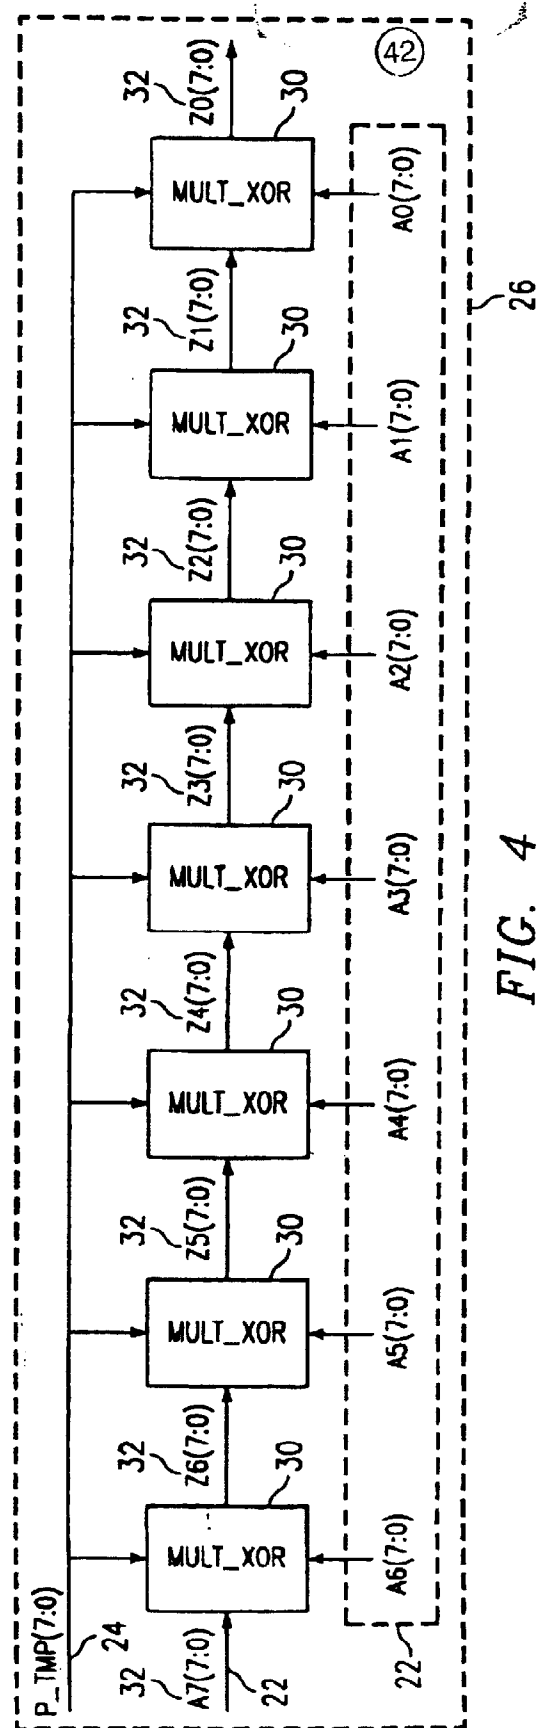 P_TMP(7:0)
24
32 32 32 32 32 32 32 32
A7(7:0) Z6(7:0) Z5(7:0) Z4(7:0) Z3(7:0) Z2(7:0) Z1(7:0) Z0(7:0)
MULT_XOR MULT_XOR MULT_XOR MULT_XOR MULT_XOR MULT_XOR MULT_XOR
22 30 30 30 30 30 30 30
22 A6(7:0) A5(7:0) A4(7:0) A3(7:0) A2(7:0) A1(7:0) A0(7:0) 42
26
FIG. 4